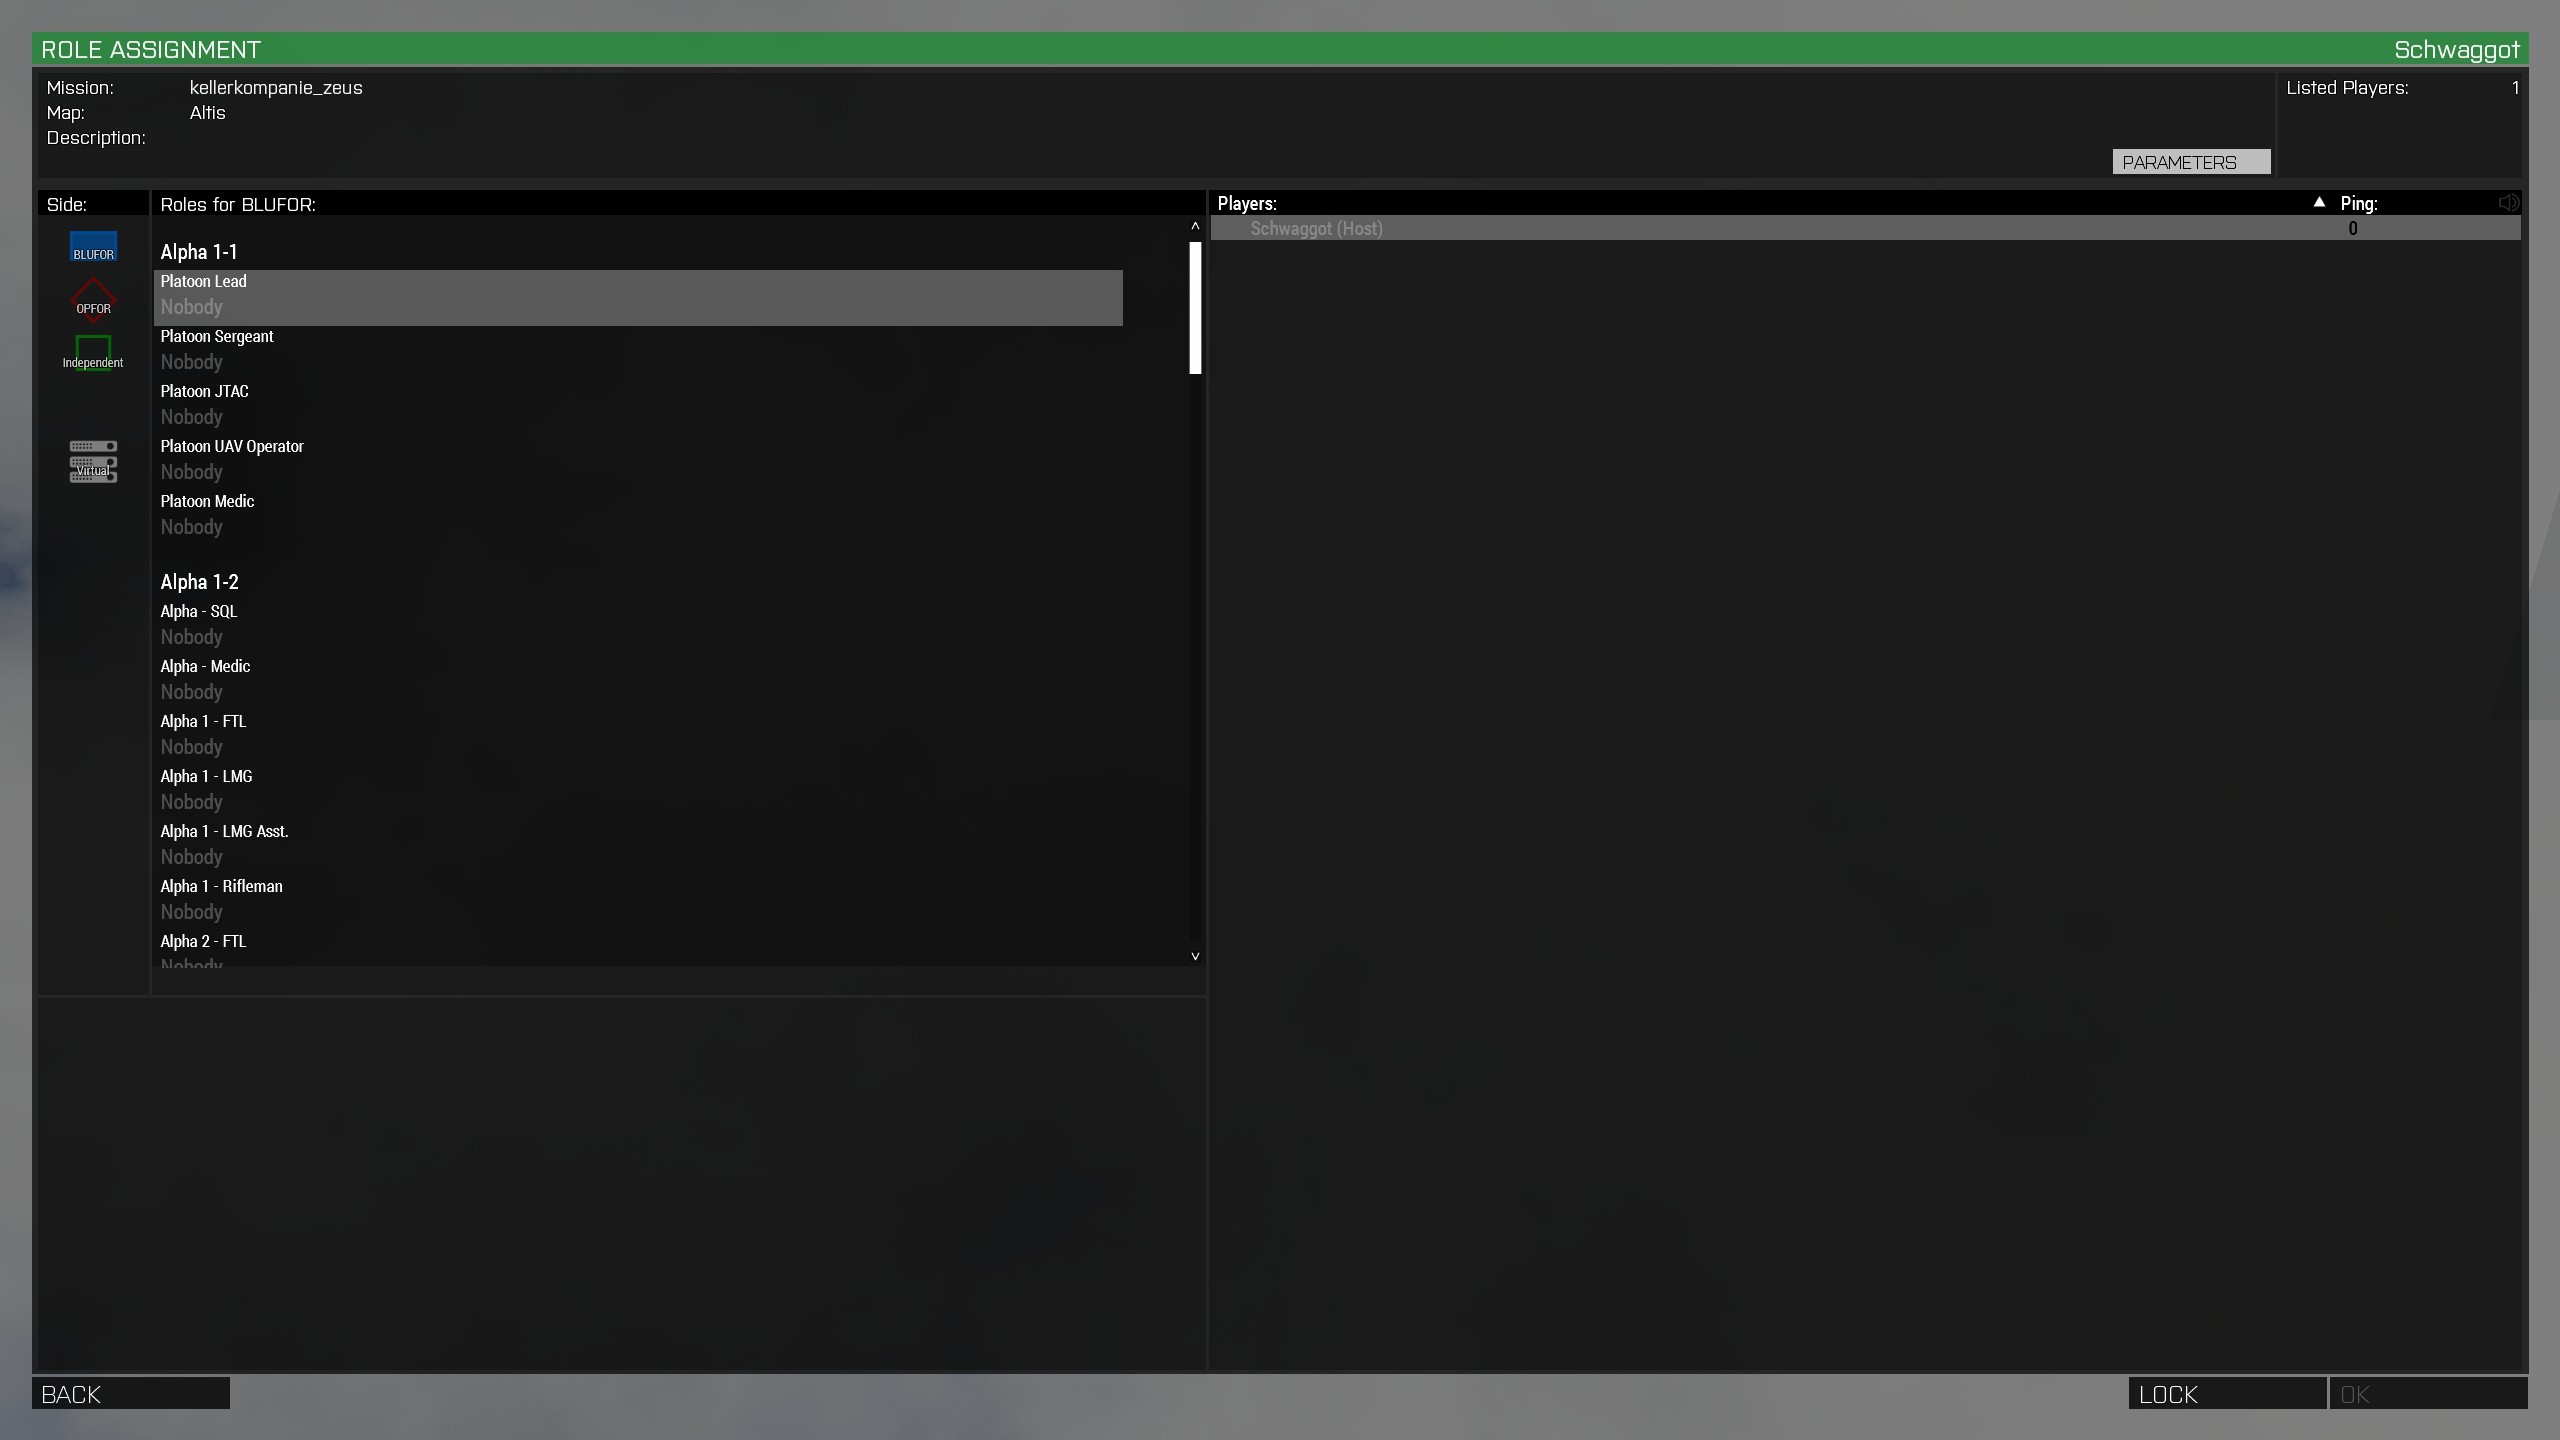 ROLE ASSIGNMENT Schwaggot
Mission: kellerkompanie_zeus Listed Players: 1
Map: Altis
Description:
PARAMETERS
Side: Roles for BLUFOR: Players: Ping:
Schwaggot (Host) 0
BLUFOR
OPFOR
Independent
Virtual
Alpha 1-1
Platoon Lead
Nobody
Platoon Sergeant
Nobody
Platoon JTAC
Nobody
Platoon UAV Operator
Nobody
Platoon Medic
Nobody
Alpha 1-2
Alpha - SQL
Nobody
Alpha - Medic
Nobody
Alpha 1 - FTL
Nobody
Alpha 1 - LMG
Nobody
Alpha 1 - LMG Asst.
Nobody
Alpha 1 - Rifleman
Nobody
Alpha 2 - FTL
Nobody
BACK LOCK OK